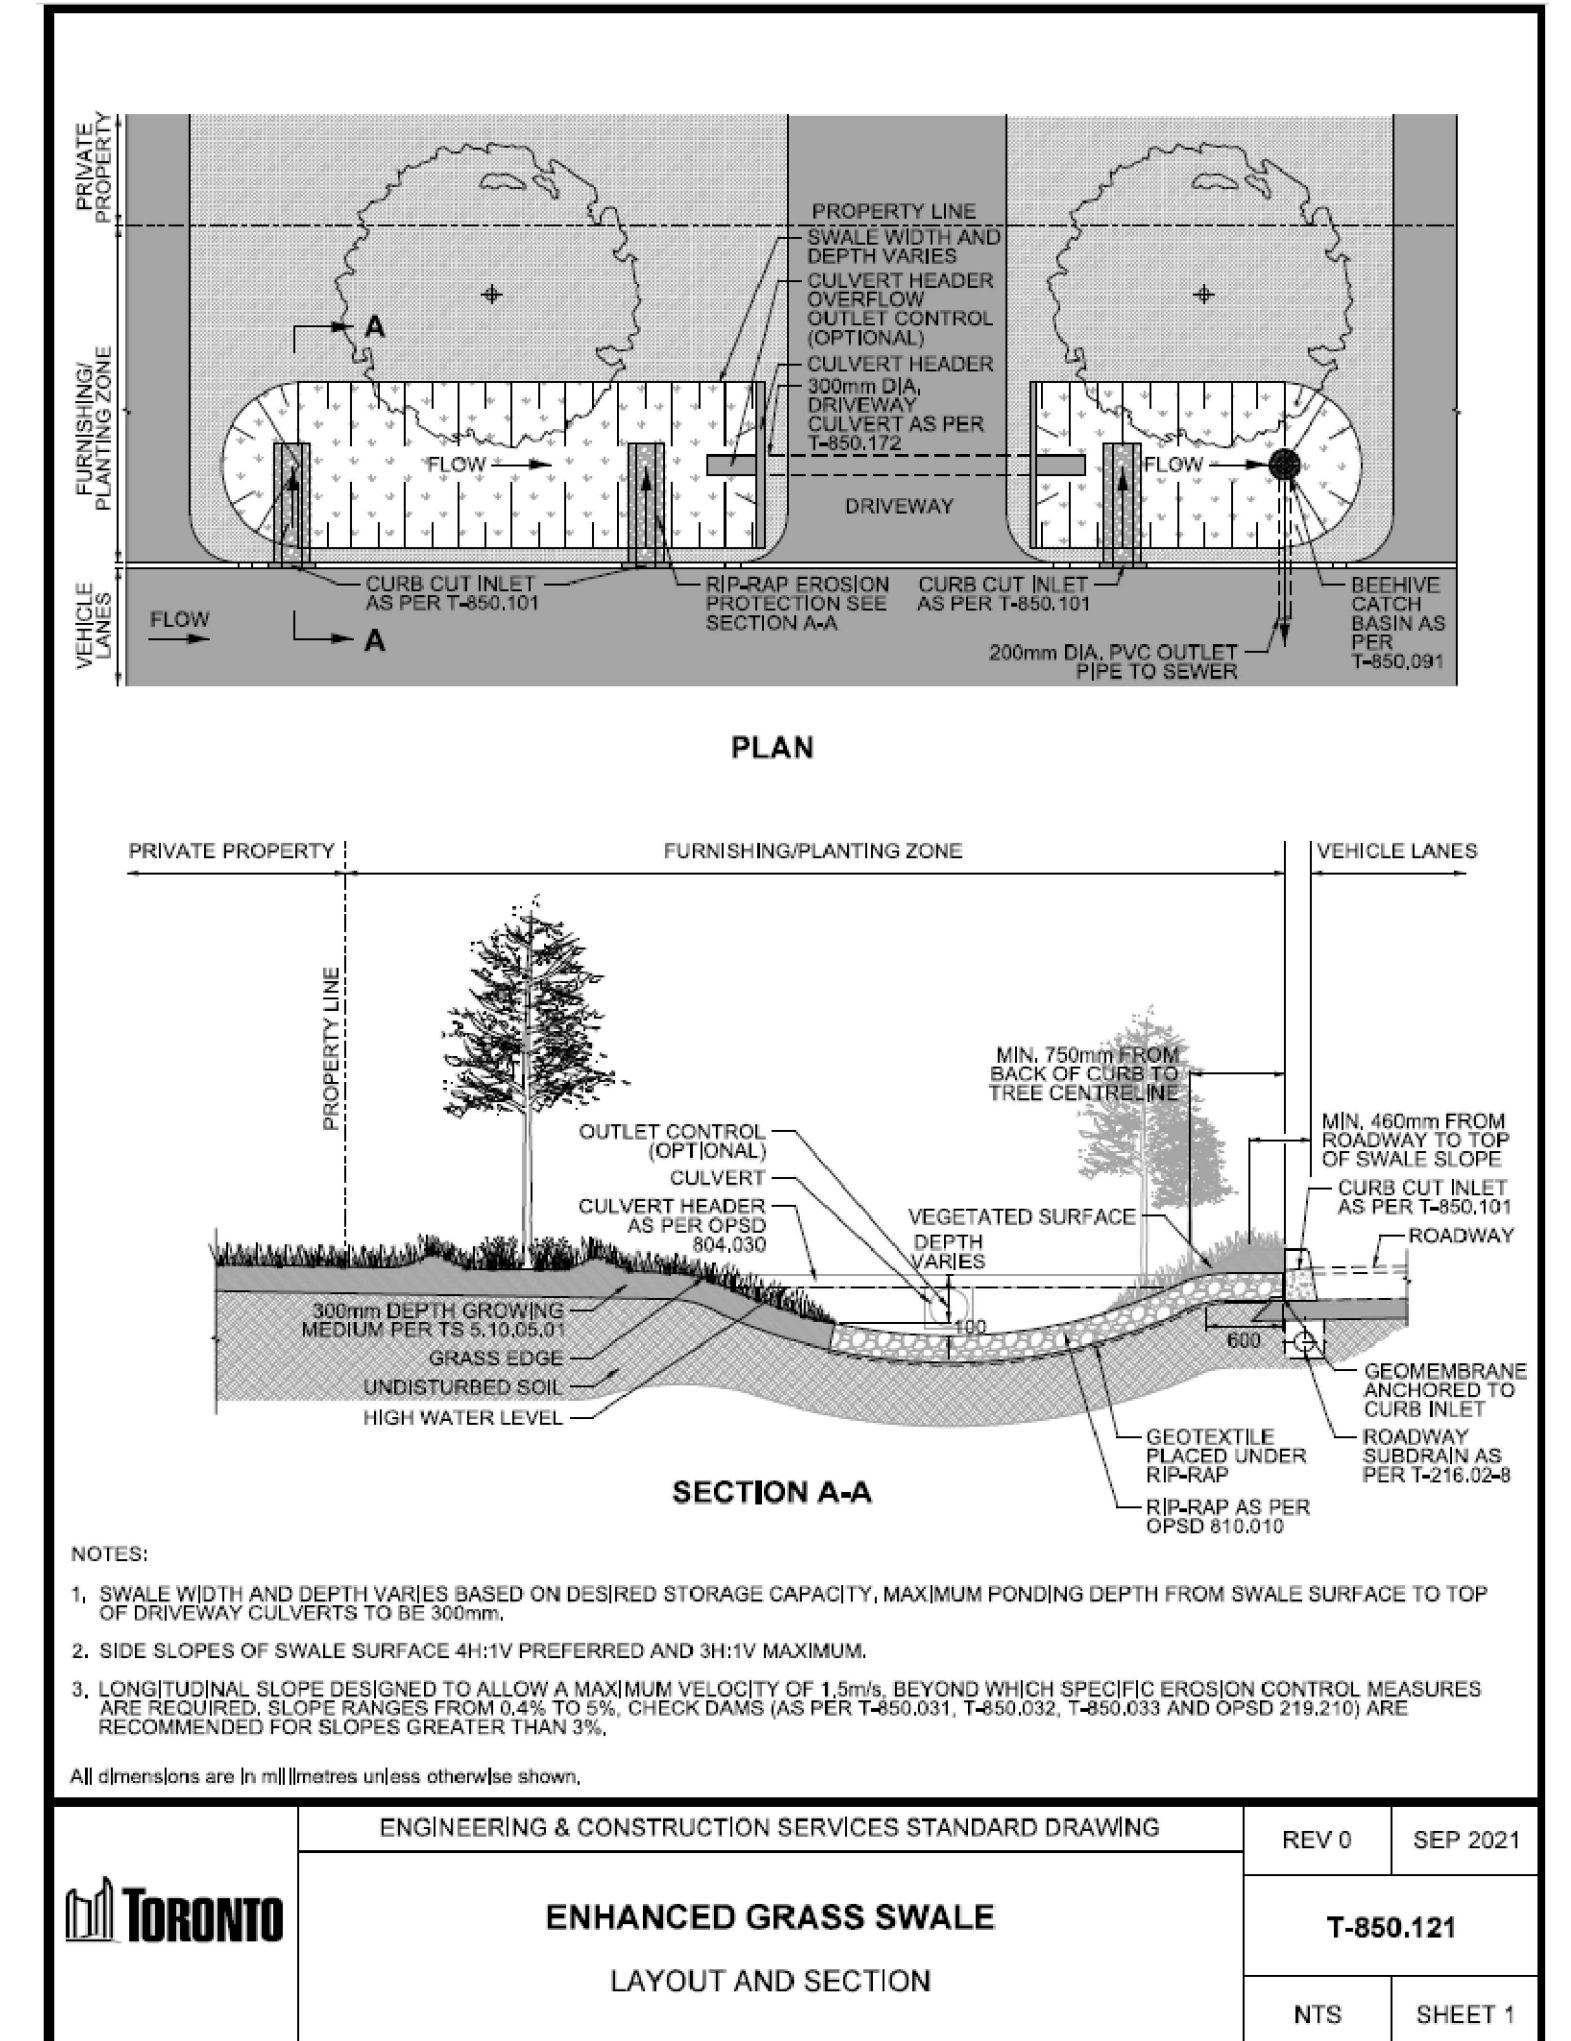 PRIVATE
PROPERTY
FURNISHING/
PLANTING ZONE
VEHICLE
LANES
PROPERTY LINE
SWALE WIDTH AND
DEPTH VARIES
CULVERT HEADER
OVERFLOW
OUTLET CONTROL
(OPTIONAL)
CULVERT HEADER
300mm DIA.
DRIVEWAY
CULVERT AS PER
T-850.172
DRIVEWAY
A
FLOW
FLOW
CURB CUT INLET
AS PER T-850.101
RIP-RAP EROSION
PROTECTION SEE
SECTION A-A
CURB CUT INLET
AS PER T-850.101
BEEHIVE
CATCH
BASIN AS
PER
T-850.091
FLOW
A
200mm DIA. PVC OUTLET
PIPE TO SEWER
PLAN
PRIVATE PROPERTY
FURNISHING/PLANTING ZONE
VEHICLE LANES
PROPERTY LINE
MIN. 750mm FROM
BACK OF CURB TO
TREE CENTRELINE
MIN. 460mm FROM
ROADWAY TO TOP
OF SWALE SLOPE
OUTLET CONTROL
(OPTIONAL)
CULVERT
CULVERT HEADER
AS PER OPSD
804.030
VEGETATED SURFACE
DEPTH
VARIES
CURB CUT INLET
AS PER T-850.101
ROADWAY
300mm DEPTH GROWING
MEDIUM PER TS 5.10.05.01
100
600
GRASS EDGE
UNDISTURBED SOIL
HIGH WATER LEVEL
GEOMEMBRANE
ANCHORED TO
CURB INLET
GEOTEXTILE
PLACED UNDER
RIP-RAP
ROADWAY
SUBDRAIN AS
PER T-216.02-8
RIP-RAP AS PER
OPSD 810.010
SECTION A-A
NOTES:
1. SWALE WIDTH AND DEPTH VARIES BASED ON DESIRED STORAGE CAPACITY, MAXIMUM PONDING DEPTH FROM SWALE SURFACE TO TOP
OF DRIVEWAY CULVERTS TO BE 300mm.
2. SIDE SLOPES OF SWALE SURFACE 4H:1V PREFERRED AND 3H:1V MAXIMUM.
3. LONGITUDINAL SLOPE DESIGNED TO ALLOW A MAXIMUM VELOCITY OF 1.5m/s, BEYOND WHICH SPECIFIC EROSION CONTROL MEASURES
ARE REQUIRED. SLOPE RANGES FROM 0.4% TO 5%, CHECK DAMS (AS PER T-850.031, T-850.032, T-850.033 AND OPSD 219.210) ARE
RECOMMENDED FOR SLOPES GREATER THAN 3%.
All dimensions are in millimetres unless otherwise shown.
TORONTO
ENGINEERING & CONSTRUCTION SERVICES STANDARD DRAWING
ENHANCED GRASS SWALE
LAYOUT AND SECTION
REV 0
SEP 2021
T-850.121
NTS
SHEET 1